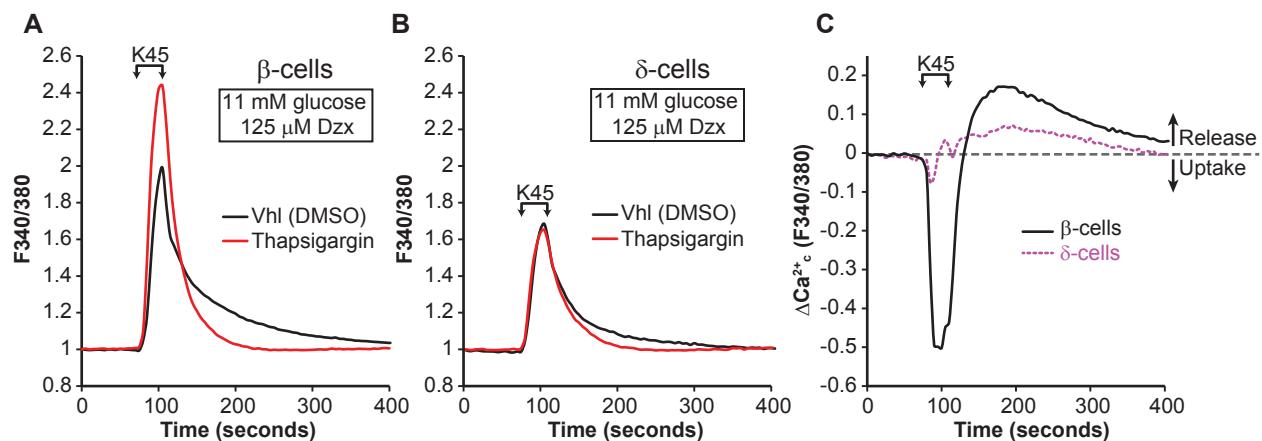 A
K45
β-cells
11 mM glucose
125 μM Dzx
Vhl (DMSO)
Thapsigargin
F340/380
2.6
2.4
2.2
2.0
1.8
1.6
1.4
1.2
1
0.8
0 100 200 300 400
Time (seconds)
B
K45
δ-cells
11 mM glucose
125 μM Dzx
Vhl (DMSO)
Thapsigargin
F340/380
2.6
2.4
2.2
2.0
1.8
1.6
1.4
1.2
1
0.8
0 100 200 300 400
Time (seconds)
C
K45
Release
Uptake
β-cells
δ-cells
ΔCa²⁺c (F340/380)
0.2
0.1
0
-0.1
-0.2
-0.3
-0.4
-0.5
-0.6
0 100 200 300 400
Time (seconds)